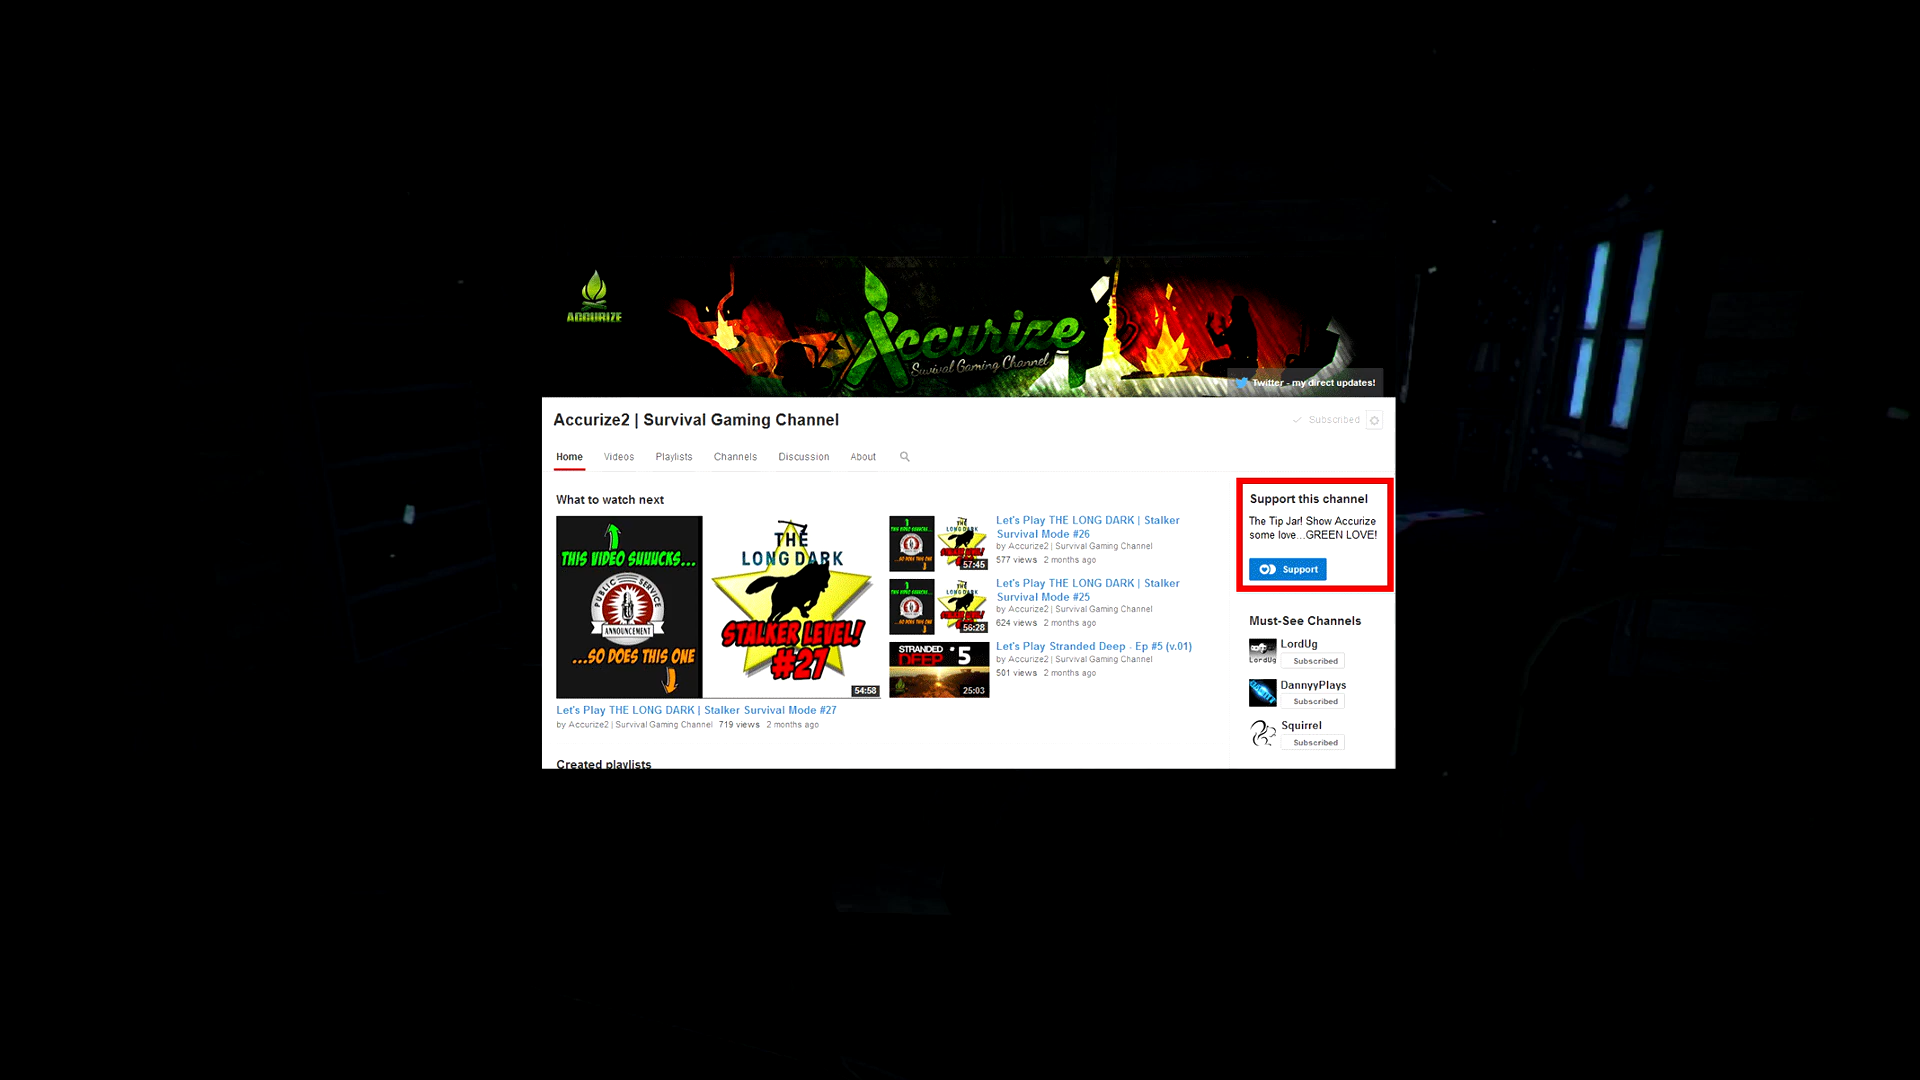 ACCURIZE
Accurize
Survival Gaming Channel
Twitter - my direct updates!
Accurize2 | Survival Gaming Channel
Subscribed
Home Videos Playlists Channels Discussion About
What to watch next
THIS VIDEO SUUUCKS...
PUBLIC SERVICE
ANNOUNCEMENT
...SO DOES THIS ONE
THE
LONG DARK
STALKER LEVEL!
#27
54:58
Let's Play THE LONG DARK | Stalker Survival Mode #27
by Accurize2 | Survival Gaming Channel 719 views 2 months ago
57:45
Let's Play THE LONG DARK | Stalker
Survival Mode #26
by Accurize2 | Survival Gaming Channel
577 views 2 months ago
56:28
Let's Play THE LONG DARK | Stalker
Survival Mode #25
by Accurize2 | Survival Gaming Channel
624 views 2 months ago
STRANDED
DEEP #5
25:03
Let's Play Stranded Deep - Ep #5 (v.01)
by Accurize2 | Survival Gaming Channel
501 views 2 months ago
Support this channel
The Tip Jar! Show Accurize
some love...GREEN LOVE!
Support
Must-See Channels
LordUg
LordUg
Subscribed
DannyyPlays
Subscribed
Squirrel
Subscribed
Created playlists